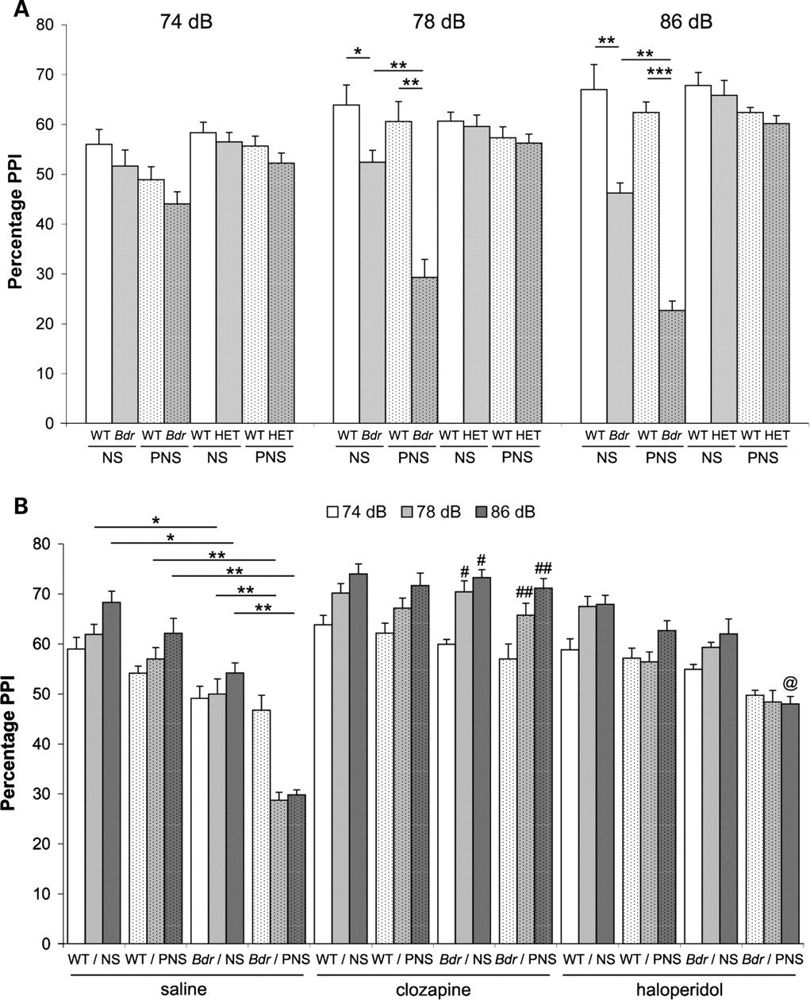 A
74 dB 78 dB 86 dB
Percentage PPI
80
70
60
50
40
30
20
10
0
* ** ** ** ** ***
WT Bdr WT Bdr WT HET WT HET WT Bdr WT Bdr WT HET WT HET WT Bdr WT Bdr WT HET WT HET
NS PNS NS PNS NS PNS NS PNS NS PNS NS PNS
B
74 dB 78 dB 86 dB
Percentage PPI
80
70
60
50
40
30
20
10
0
*
*
**
**
**
**
# # ## ## @
WT / NS WT / PNS Bdr / NS Bdr / PNS WT / NS WT / PNS Bdr / NS Bdr / PNS WT / NS WT / PNS Bdr / NS Bdr / PNS
saline clozapine haloperidol